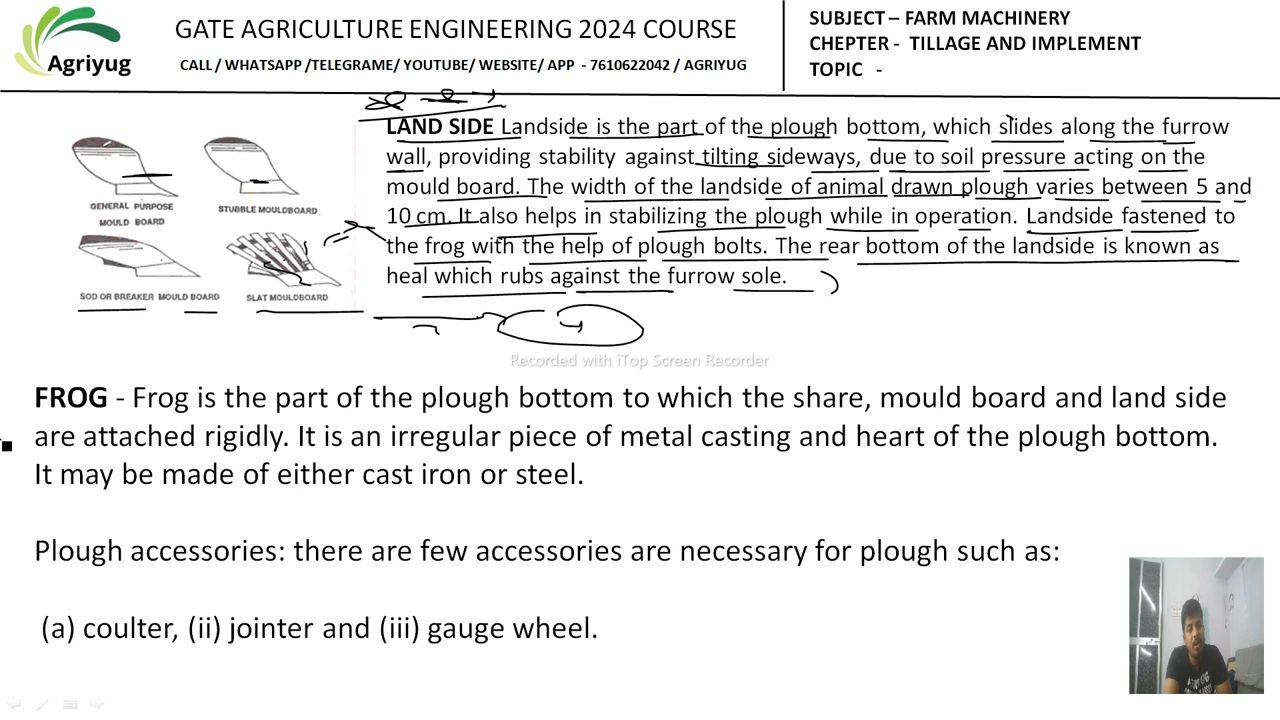 Agriyug
GATE AGRICULTURE ENGINEERING 2024 COURSE
CALL / WHATSAPP /TELEGRAME/ YOUTUBE/ WEBSITE/ APP - 7610622042 / AGRIYUG
SUBJECT – FARM MACHINERY
CHEPTER - TILLAGE AND IMPLEMENT
TOPIC -
GENERAL PURPOSE
MOULD BOARD
STUBBLE MOULDBOARD
SOD OR BREAKER MOULD BOARD
SLAT MOULDBOARD
LAND SIDE Landside is the part of the plough bottom, which slides along the furrow
wall, providing stability against tilting sideways, due to soil pressure acting on the
mould board. The width of the landside of animal drawn plough varies between 5 and
10 cm. It also helps in stabilizing the plough while in operation. Landside fastened to
the frog with the help of plough bolts. The rear bottom of the landside is known as
heal which rubs against the furrow sole.
Recorded with iTop Screen Recorder
FROG - Frog is the part of the plough bottom to which the share, mould board and land side
are attached rigidly. It is an irregular piece of metal casting and heart of the plough bottom.
It may be made of either cast iron or steel.
Plough accessories: there are few accessories are necessary for plough such as:
(a) coulter, (ii) jointer and (iii) gauge wheel.